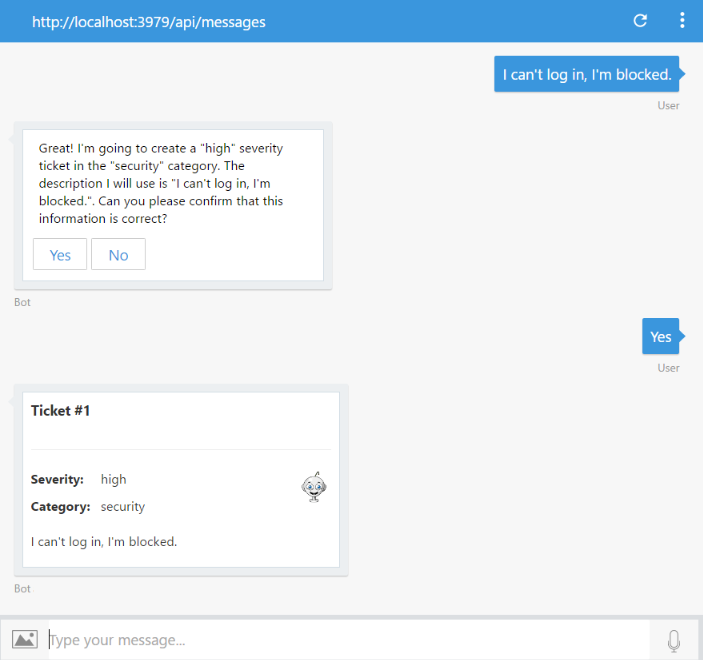 http://localhost:3979/api/messages
I can't log in, I'm blocked.
User
Great! I'm going to create a "high" severity
ticket in the "security" category. The
description I will use is "I can't log in, I'm
blocked.". Can you please confirm that this
information is correct?
Yes No
Bot
Yes
User
Ticket #1
Severity: high
Category: security
I can't log in, I'm blocked.
Bot
Type your message...